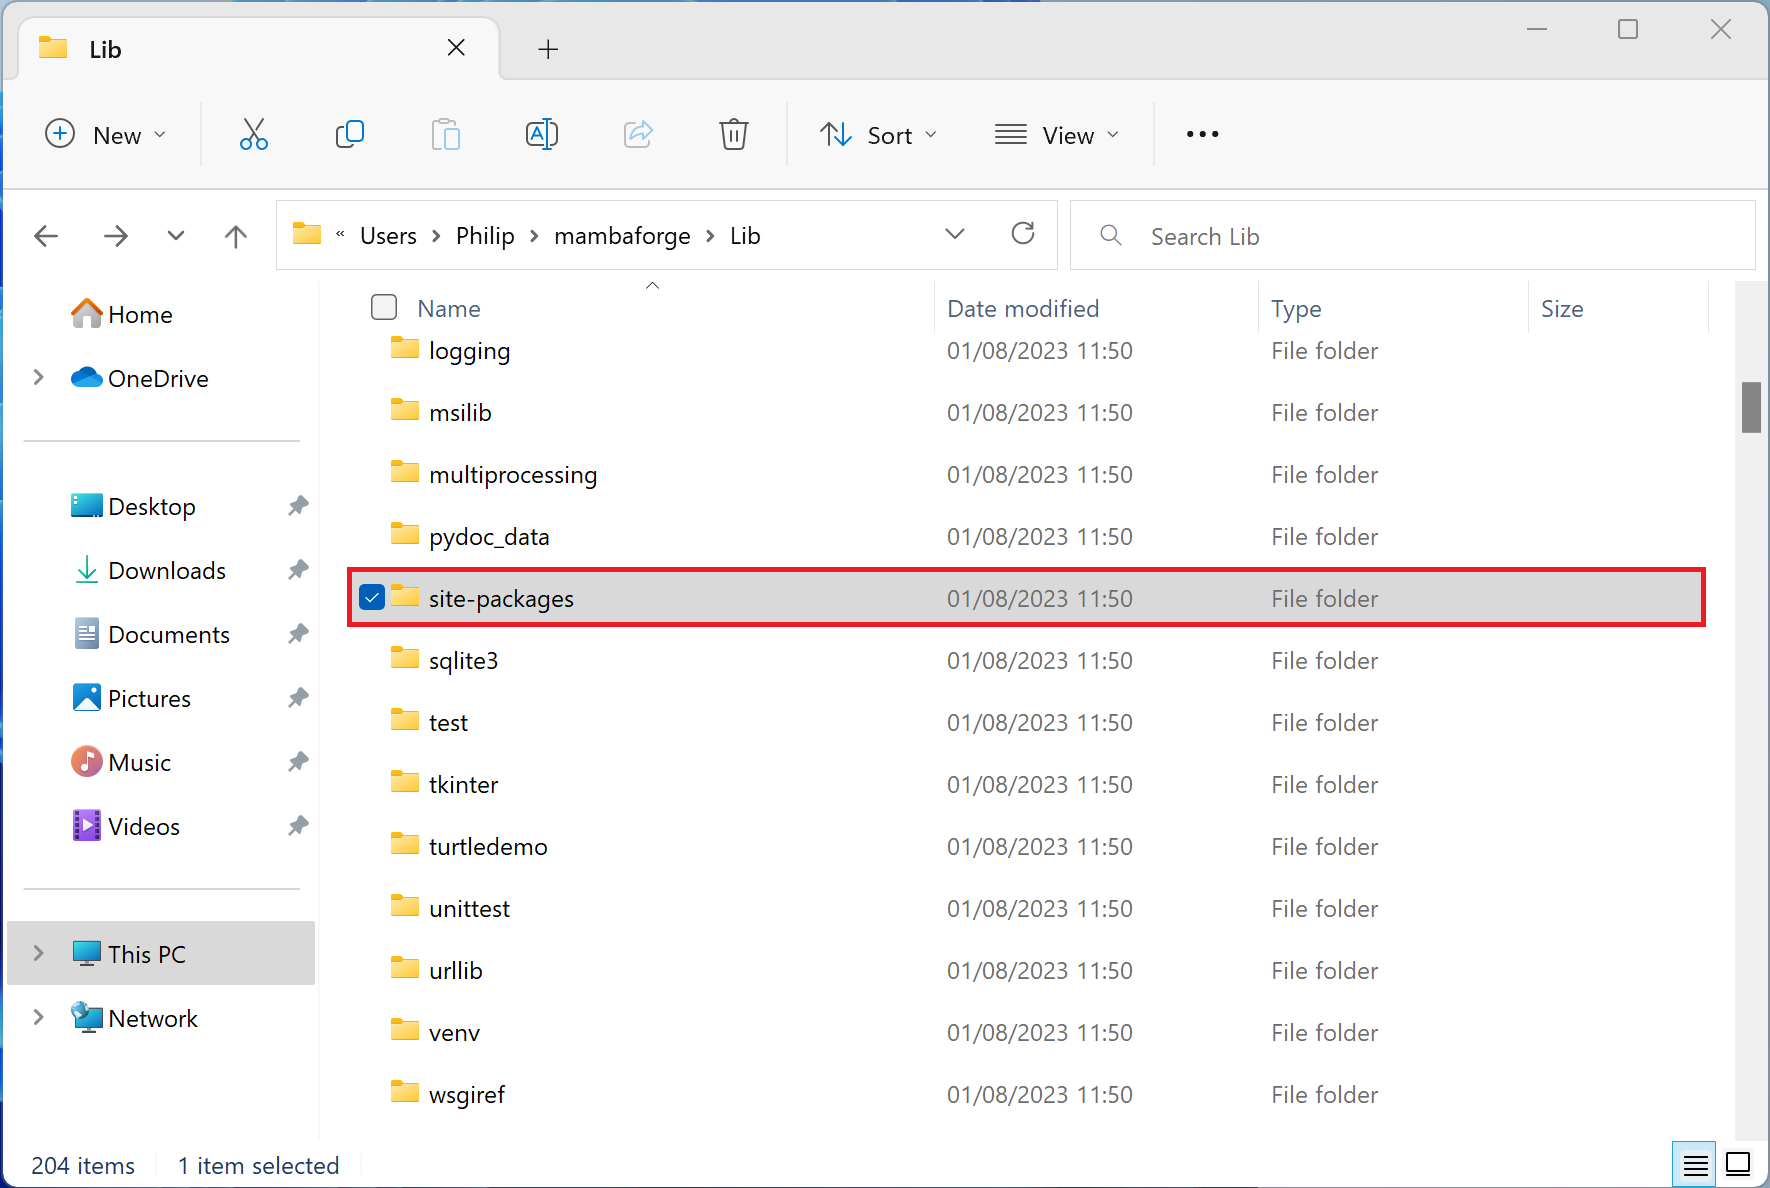 Lib
New
Sort
View
« Users > Philip > mambaforge > Lib
Search Lib
Home
OneDrive
Desktop
Downloads
Documents
Pictures
Music
Videos
This PC
Network
Name Date modified Type Size
logging 01/08/2023 11:50 File folder
msilib 01/08/2023 11:50 File folder
multiprocessing 01/08/2023 11:50 File folder
pydoc_data 01/08/2023 11:50 File folder
site-packages 01/08/2023 11:50 File folder
sqlite3 01/08/2023 11:50 File folder
test 01/08/2023 11:50 File folder
tkinter 01/08/2023 11:50 File folder
turtledemo 01/08/2023 11:50 File folder
unittest 01/08/2023 11:50 File folder
urllib 01/08/2023 11:50 File folder
venv 01/08/2023 11:50 File folder
wsgiref 01/08/2023 11:50 File folder
204 items 1 item selected